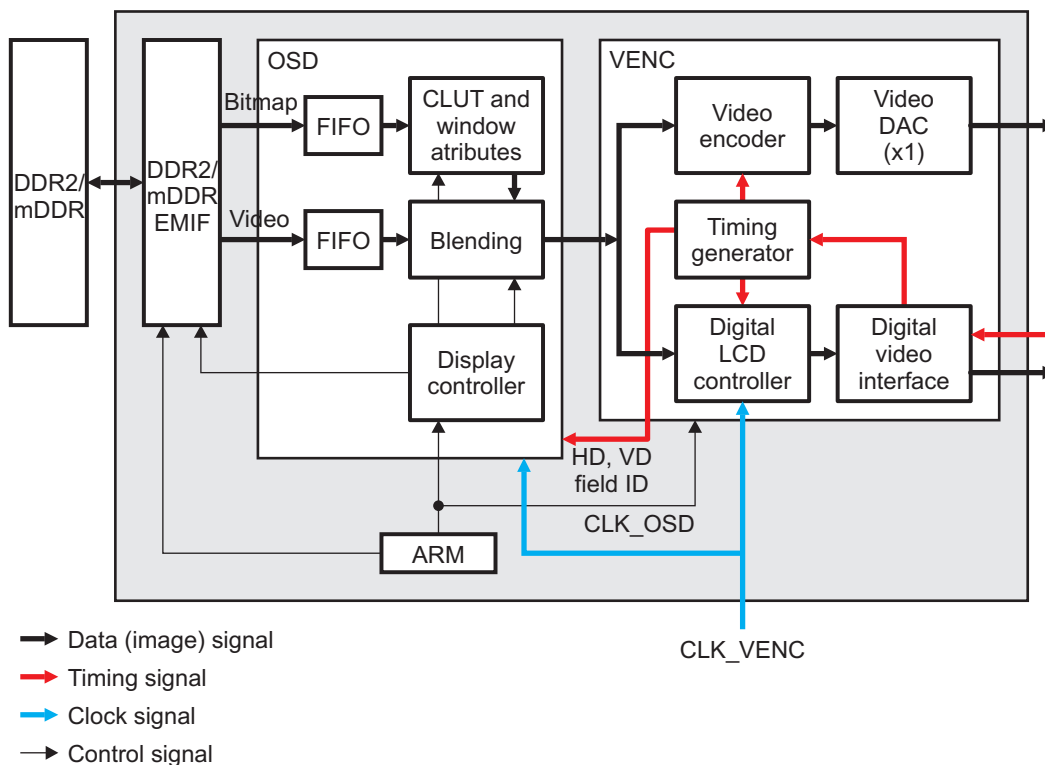 OSD
VENC
Bitmap
FIFO
CLUT and
window
atributes
Video
encoder
Video
DAC
(x1)
DDR2/
mDDR
DDR2/
mDDR
EMIF
Video
FIFO
Blending
Timing
generator
Display
controller
Digital
LCD
controller
Digital
video
interface
HD, VD
field ID
CLK_OSD
ARM
CLK_VENC
Data (image) signal
Timing signal
Clock signal
Control signal